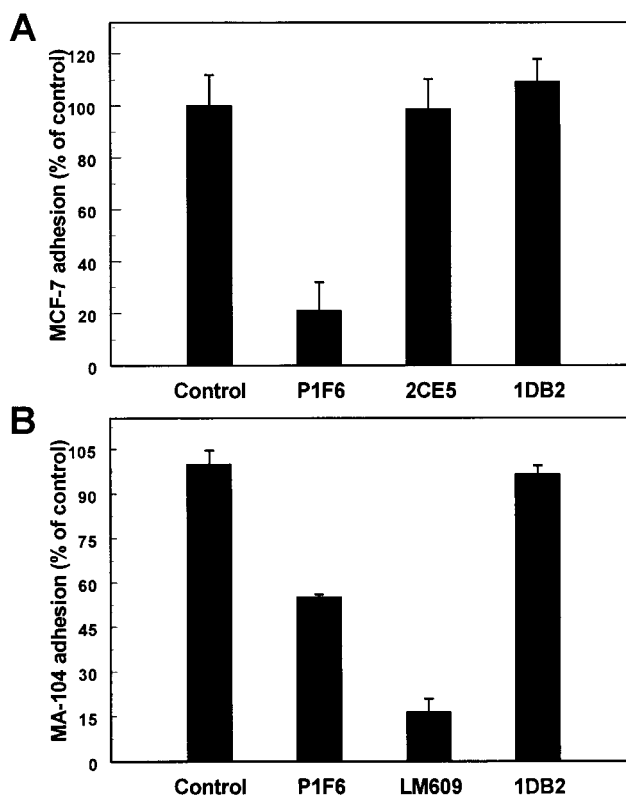 A
MCF-7 adhesion (% of control)
120
100
80
60
40
20
0
Control P1F6 2CE5 1DB2
B
MA-104 adhesion (% of control)
105
90
75
60
45
30
15
0
Control P1F6 LM609 1DB2